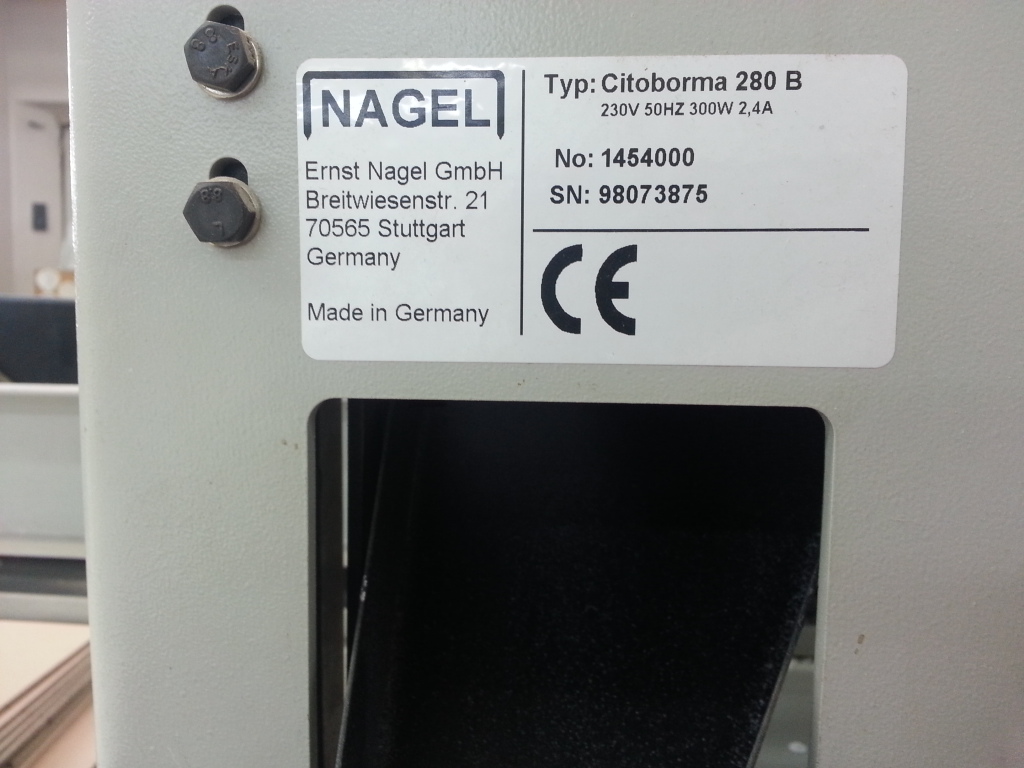 NAGEL
Ernst Nagel GmbH
Breitwiesenstr. 21
70565 Stuttgart
Germany
Made in Germany
Typ: Citoborma 280 B
230V 50HZ 300W 2,4A
No: 1454000
SN: 98073875
CE